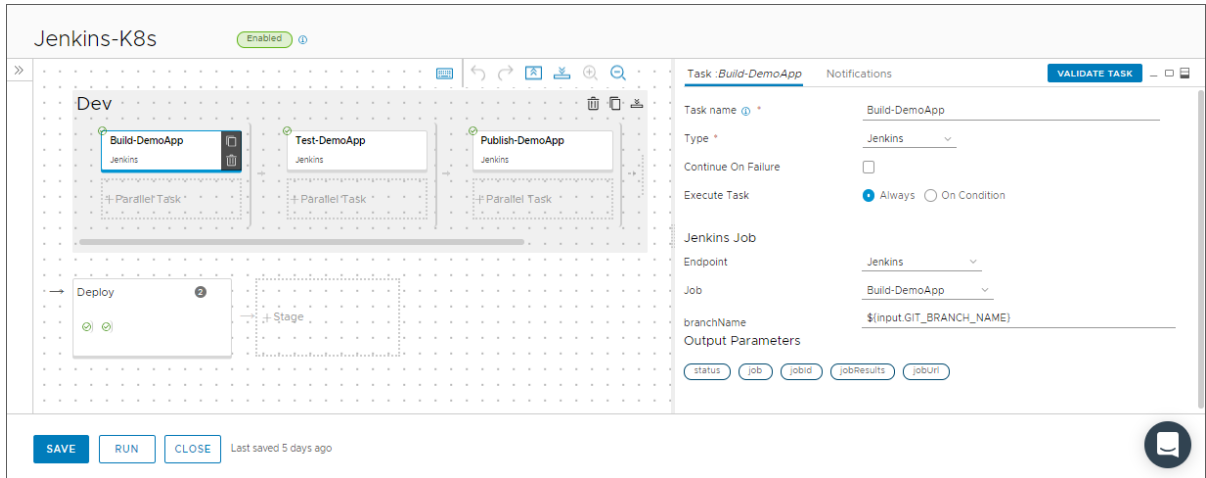 Jenkins-K8s
Enabled
Dev
Build-DemoApp
Jenkins
+ Parallel Task
Test-DemoApp
Jenkins
+ Parallel Task
Publish-DemoApp
Jenkins
+ Parallel Task
Deploy
2
+ Stage
Task :Build-DemoApp
Notifications
VALIDATE TASK
Task name *
Build-DemoApp
Type *
Jenkins
Continue On Failure
Execute Task
Always
On Condition
Jenkins Job
Endpoint
Jenkins
Job
Build-DemoApp
branchName
${input.GIT_BRANCH_NAME}
Output Parameters
status
job
jobId
jobResults
jobUrl
SAVE
RUN
CLOSE
Last saved 5 days ago